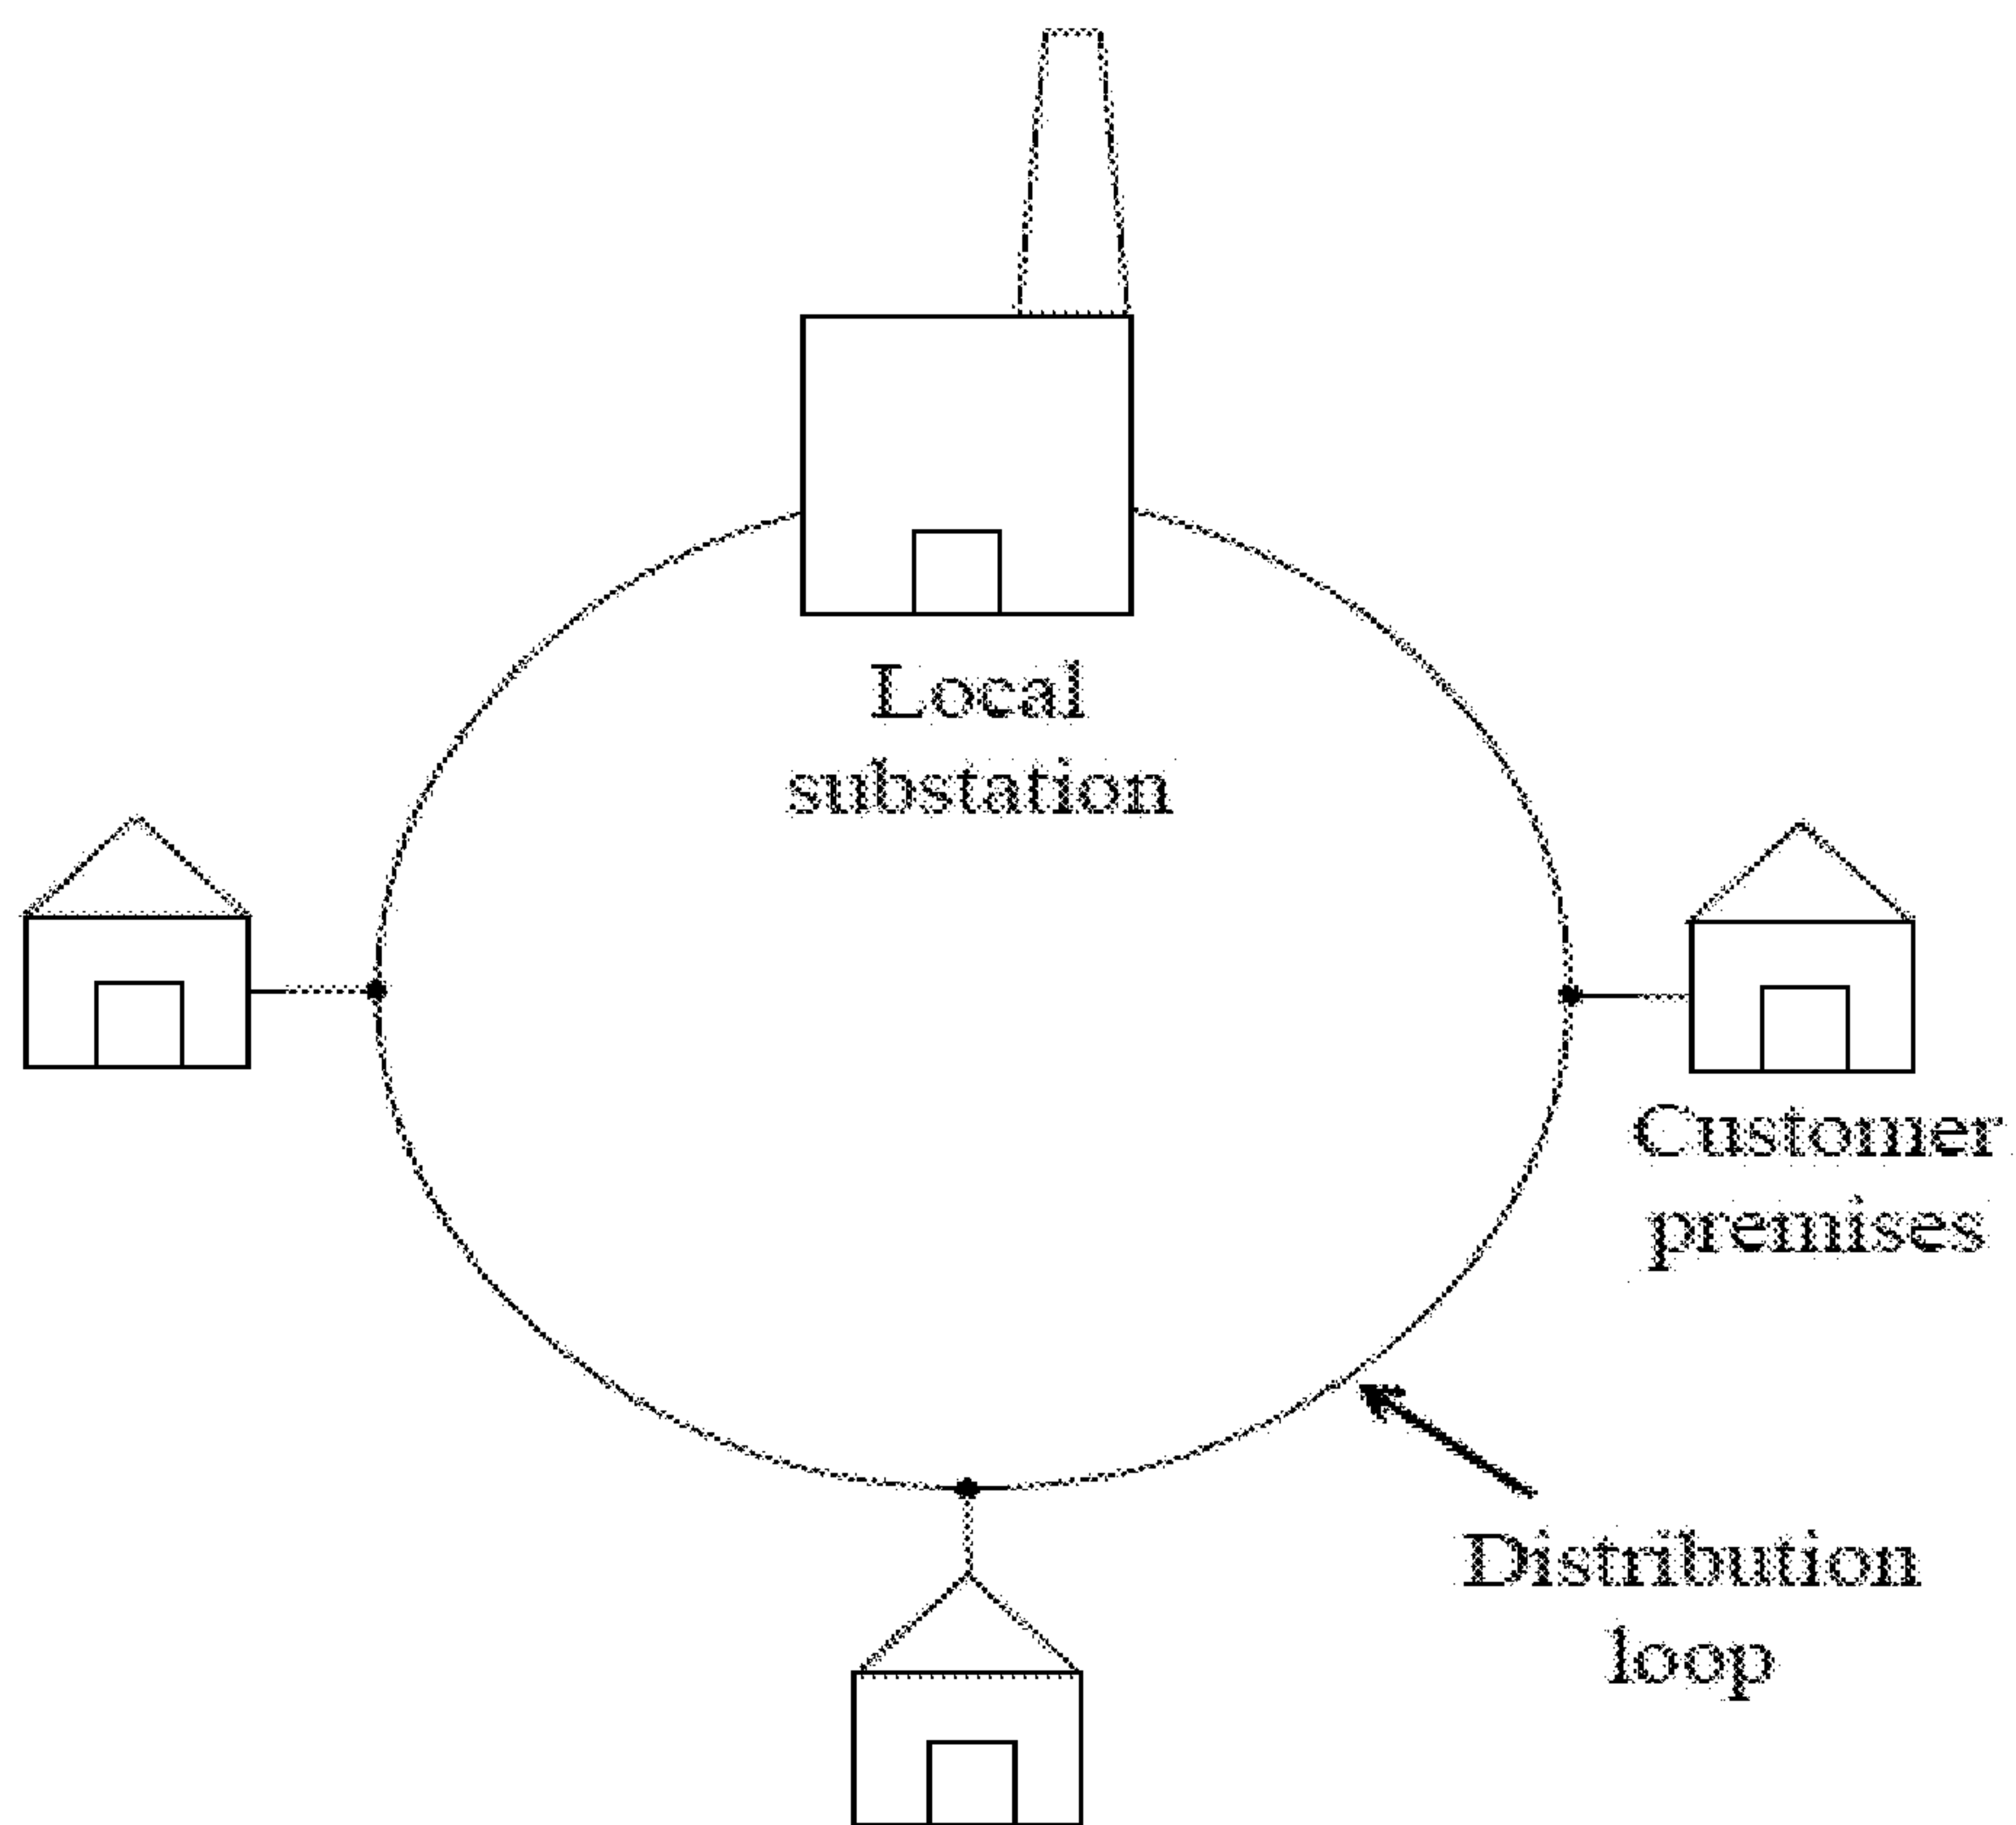 Local
substation
Customer
premises
Distribution
loop